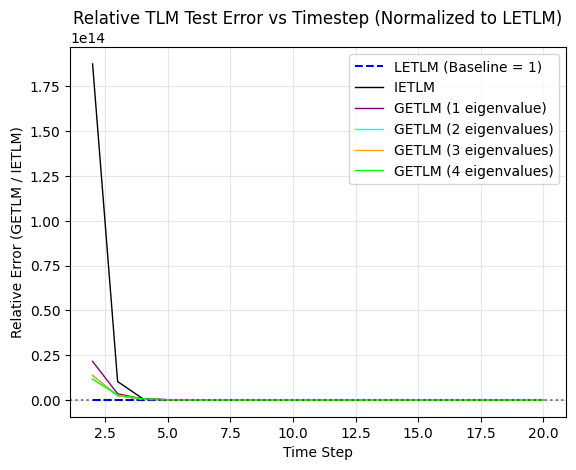 Relative TLM Test Error vs Timestep (Normalized to LETLM)
1e14
LETLM (Baseline = 1)
IETLM
GETLM (1 eigenvalue)
GETLM (2 eigenvalues)
GETLM (3 eigenvalues)
GETLM (4 eigenvalues)
Relative Error (GETLM / IETLM)
1.75
1.50
1.25
1.00
0.75
0.50
0.25
0.00
2.5 5.0 7.5 10.0 12.5 15.0 17.5 20.0
Time Step